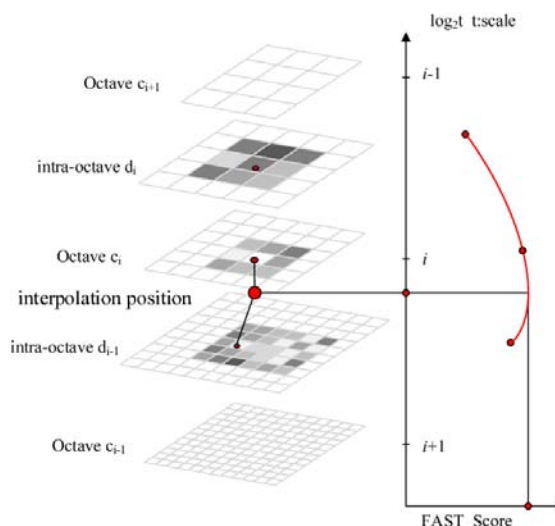 log₂t t:scale
i-1
Octave cᵢ₊₁
intra-octave dᵢ
Octave cᵢ
i
interpolation position
intra-octave dᵢ₋₁
Octave cᵢ₋₁
i+1
FAST Score